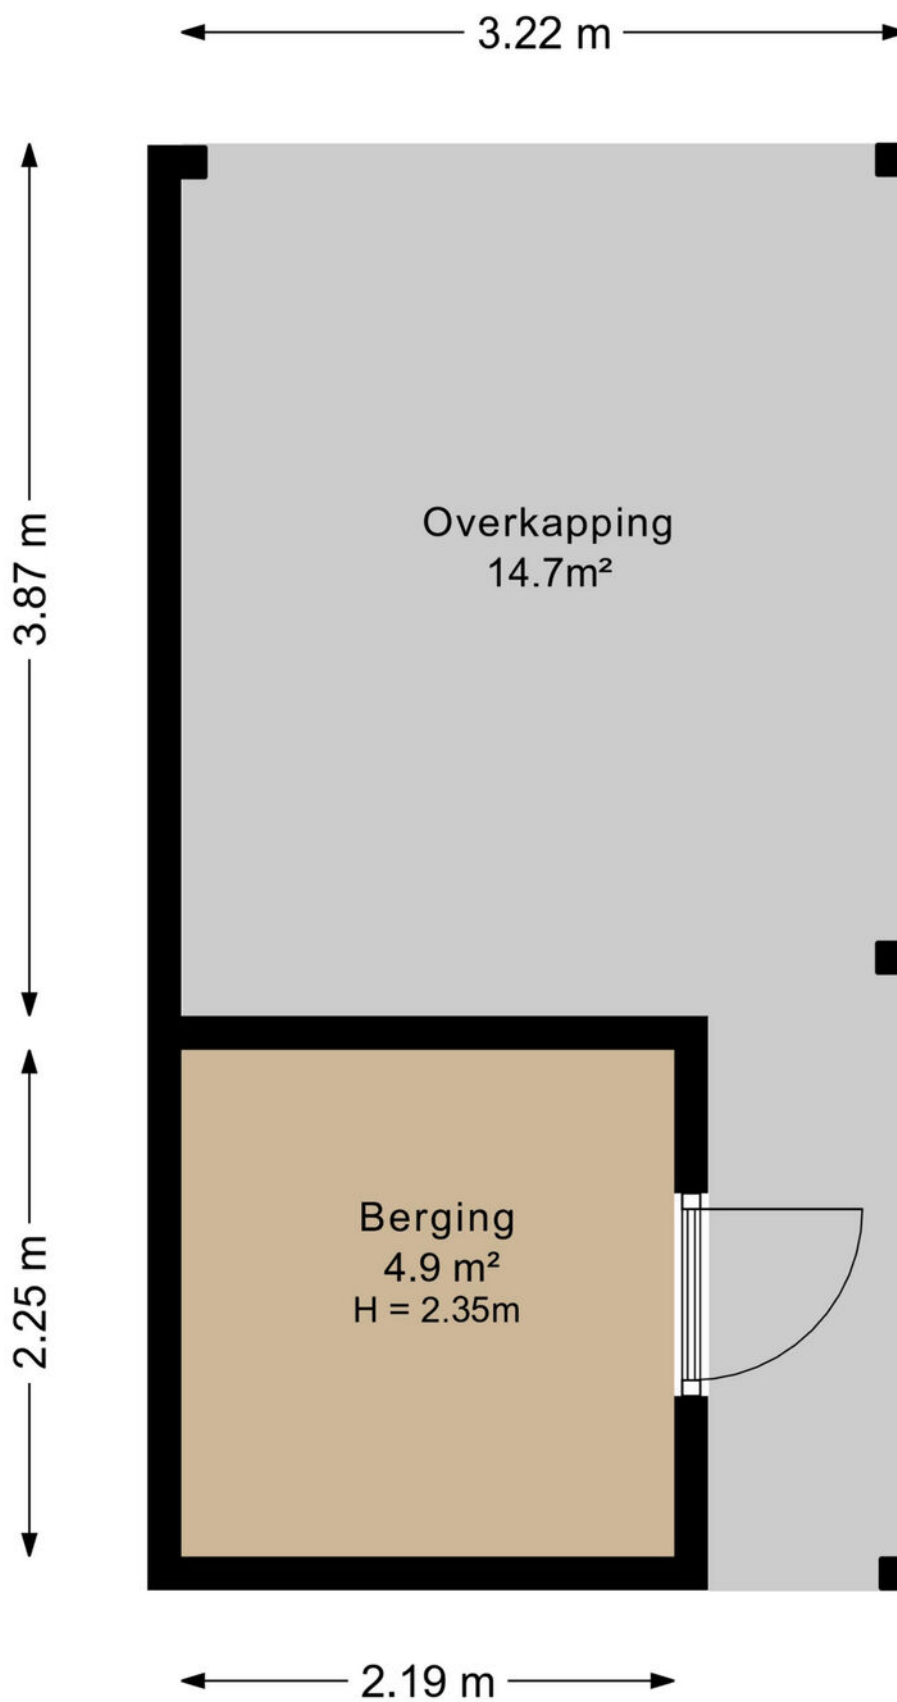 3.22 m
3.87 m
Overkapping
14.7m²
2.25 m
Berging
4.9 m²
H = 2.35m
2.19 m